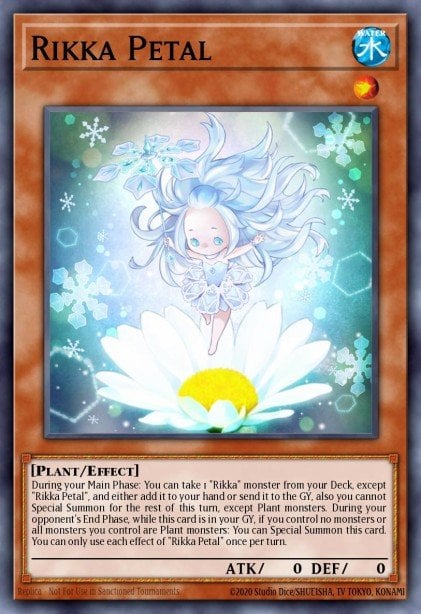 Rikka Petal
WATER
水
[Plant/Effect]
During your Main Phase: You can take 1 "Rikka" monster from your Deck, except
"Rikka Petal", and either add it to your hand or send it to the GY, also you cannot
Special Summon for the rest of this turn, except Plant monsters. During your
opponent's End Phase, while this card is in your GY, if you control no monsters or
all monsters you control are Plant monsters: You can Special Summon this card.
You can only use each effect of "Rikka Petal" once per turn.
ATK/ 0 DEF/ 0
Replica - Not For Use in Sanctioned Tournaments
©2020 Studio Dice/SHUEISHA, TV TOKYO, KONAMI